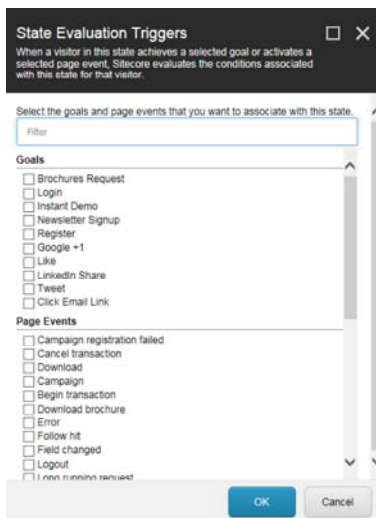 State Evaluation Triggers
When a visitor in this state achieves a selected goal or activates a
selected page event, Sitecore evaluates the conditions associated
with this state for that visitor.
Select the goals and page events that you want to associate with this state.
Filter
Goals
Brochures Request
Login
Instant Demo
Newsletter Signup
Register
Google +1
Like
LinkedIn Share
Tweet
Click Email Link
Page Events
Campaign registration failed
Cancel transaction
Download
Campaign
Begin transaction
Download brochure
Error
Follow hit
Field changed
Logout
Long running request
OK Cancel